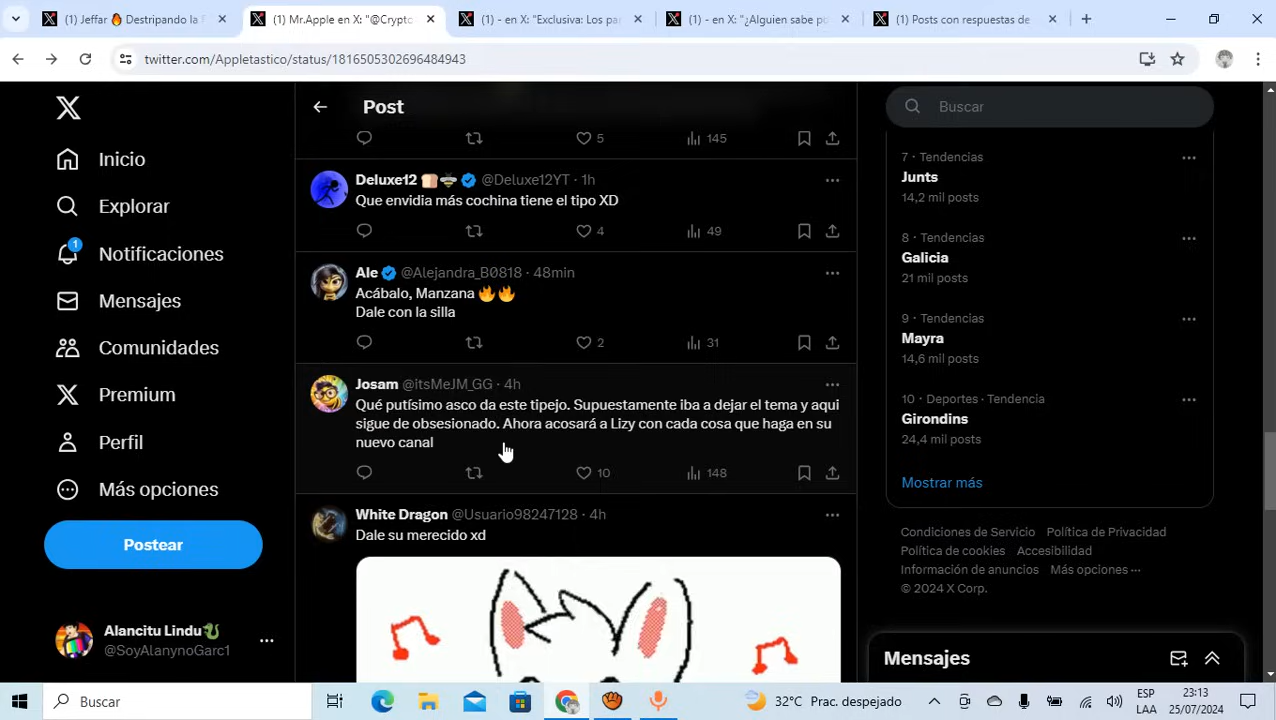 (1) Jeffar 🔥 Destripando la F
(1) Mr.Apple en X: "@Crypto
(1) - en X: "Exclusiva: Los par
(1) - en X: "¿Alguien sabe po
(1) Posts con respuestas de
twitter.com/Appletastico/status/1816505302696484943
Inicio
Explorar
1
Notificaciones
Mensajes
Comunidades
Premium
Perfil
Más opciones
Postear
Alancitu Lindu🐍
@SoyAlanynoGarc1
Post
5
145
Deluxe12 🍞🐝 @Deluxe12YT · 1h
Que envidia más cochina tiene el tipo XD
4
49
Ale @Alejandra_B0818 · 48min
Acábalo, Manzana 🔥🔥
Dale con la silla
2
31
Josam @itsMeJM_GG · 4h
Qué putísimo asco da este tipejo. Supuestamente iba a dejar el tema y aqui
sigue de obsesionado. Ahora acosará a Lizy con cada cosa que haga en su
nuevo canal
10
148
White Dragon @Usuario98247128 · 4h
Dale su merecido xd
Buscar
7 · Tendencias
Junts
14,2 mil posts
8 · Tendencias
Galicia
21 mil posts
9 · Tendencias
Mayra
14,6 mil posts
10 · Deportes · Tendencia
Girondins
24,4 mil posts
Mostrar más
Condiciones de Servicio Política de Privacidad
Política de cookies Accesibilidad
Información de anuncios Más opciones ···
© 2024 X Corp.
Mensajes
Buscar
32°C Prac. despejado
ESP
LAA
23:13
25/07/2024